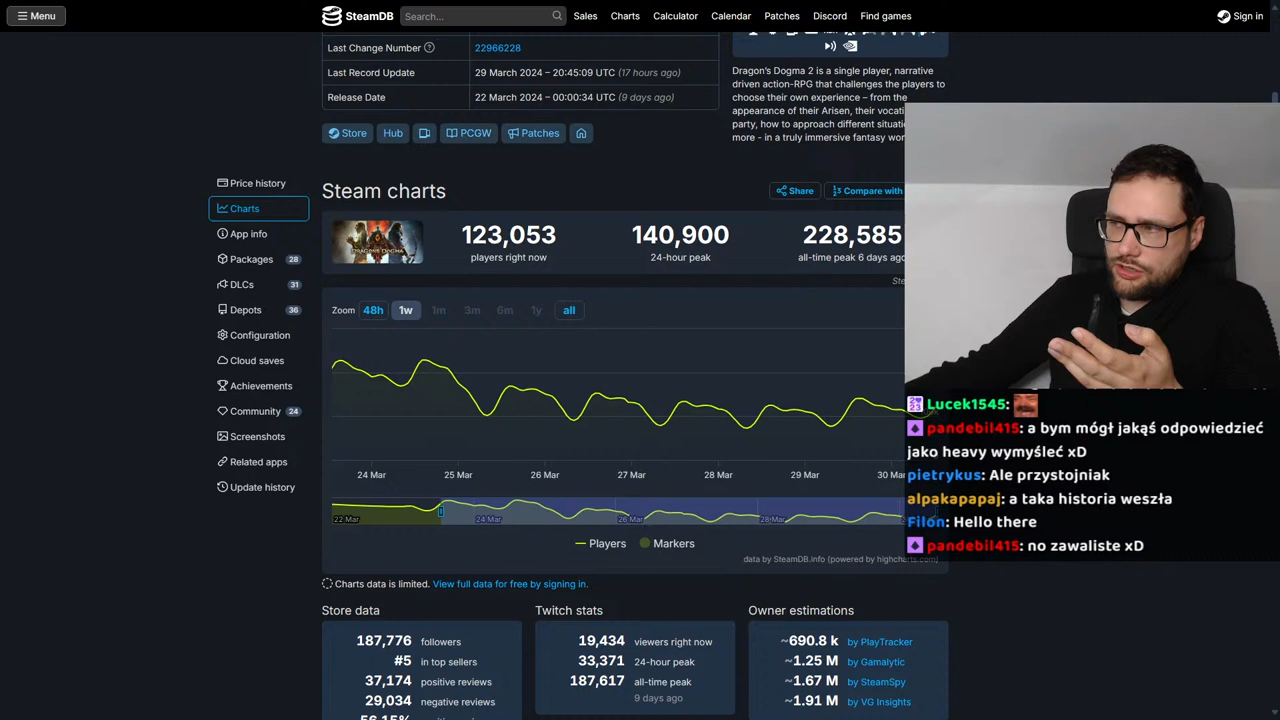 Menu
SteamDB
Search...
Sales
Charts
Calculator
Calendar
Patches
Discord
Find games
Sign in
Last Change Number
22966228
Last Record Update
29 March 2024 – 20:45:09 UTC (17 hours ago)
Release Date
22 March 2024 – 00:00:34 UTC (9 days ago)
Store
Hub
PCGW
Patches
Dragon's Dogma 2 is a single player, narrative
driven action-RPG that challenges the players to
choose their own experience – from the
appearance of their Arisen, their
party, how to approach different
more - in a truly immersive fantasy
Price history
Charts
App info
Packages 28
DLCs 31
Depots 36
Configuration
Cloud saves
Achievements
Community 24
Screenshots
Related apps
Update history
Steam charts
Share
Compare with
DRAGON'S DOGMA
123,053
players right now
140,900
24-hour peak
228,585
all-time peak 6 days ago
Zoom
48h
1w
1m
3m
6m
1y
all
24 Mar
25 Mar
26 Mar
27 Mar
28 Mar
29 Mar
30 Mar
22 Mar
24 Mar
26 Mar
28 Mar
Players
Markers
data by SteamDB.info (powered by highcharts.com)
Charts data is limited. View full data for free by signing in.
Store data
187,776 followers
#5 in top sellers
37,174 positive reviews
29,034 negative reviews
56.15%
Twitch stats
19,434 viewers right now
33,371 24-hour peak
187,617 all-time peak
9 days ago
Owner estimations
~690.8 k by PlayTracker
~1.25 M by Gamalytic
~1.67 M by SteamSpy
~1.91 M by VG Insights
Lucek1545:
pandebil415: a bym mógł jakąś odpowiedzieć
jako heavy wymyśleć xD
pietrykus: Ale przystojniak
alpakapapaj: a taka historia weszła
Filon: Hello there
pandebil415: no zawaliste xD